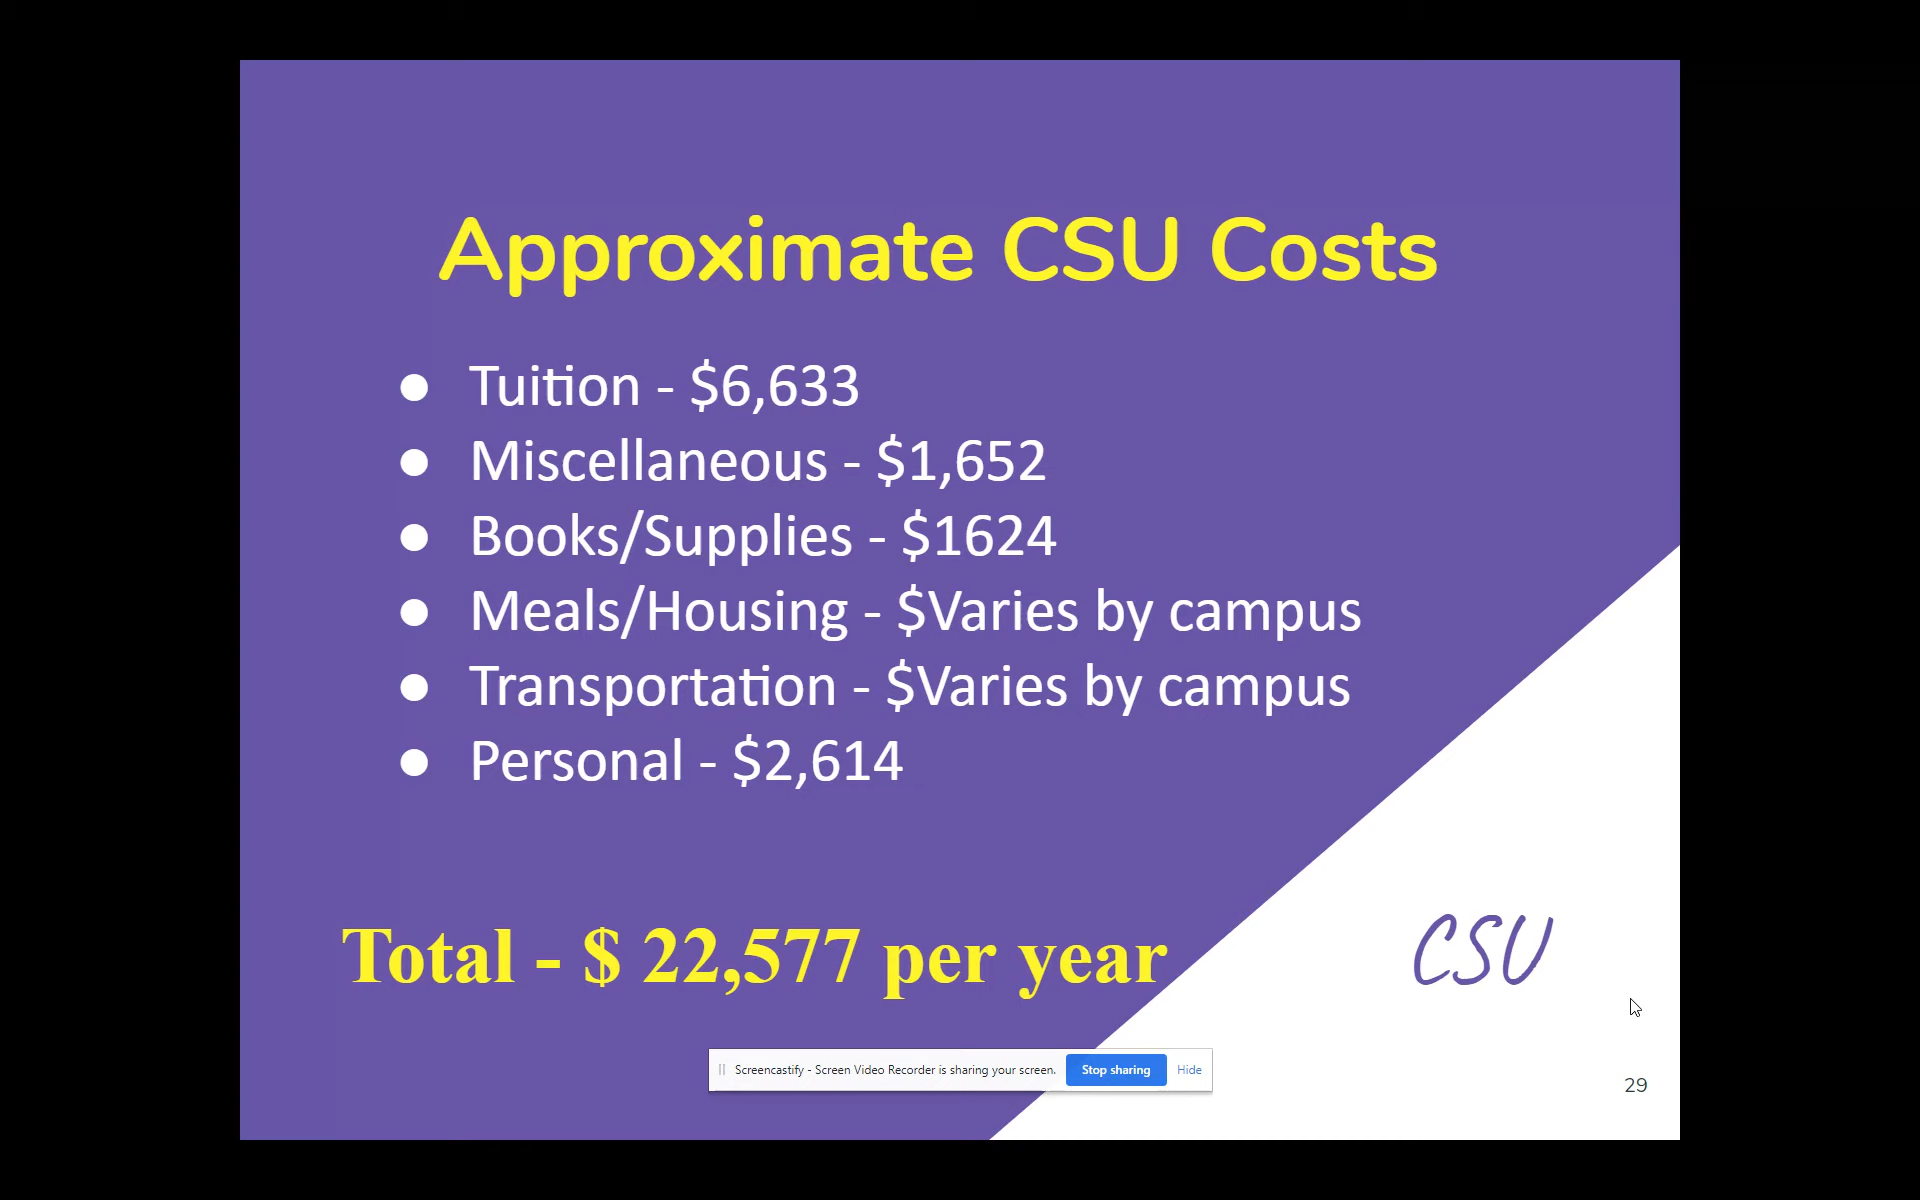 Approximate CSU Costs
● Tuition - $6,633
● Miscellaneous - $1,652
● Books/Supplies - $1624
● Meals/Housing - $Varies by campus
● Transportation - $Varies by campus
● Personal - $2,614
Total - $ 22,577 per year
CSU
Screencastify - Screen Video Recorder is sharing your screen. Stop sharing Hide
29